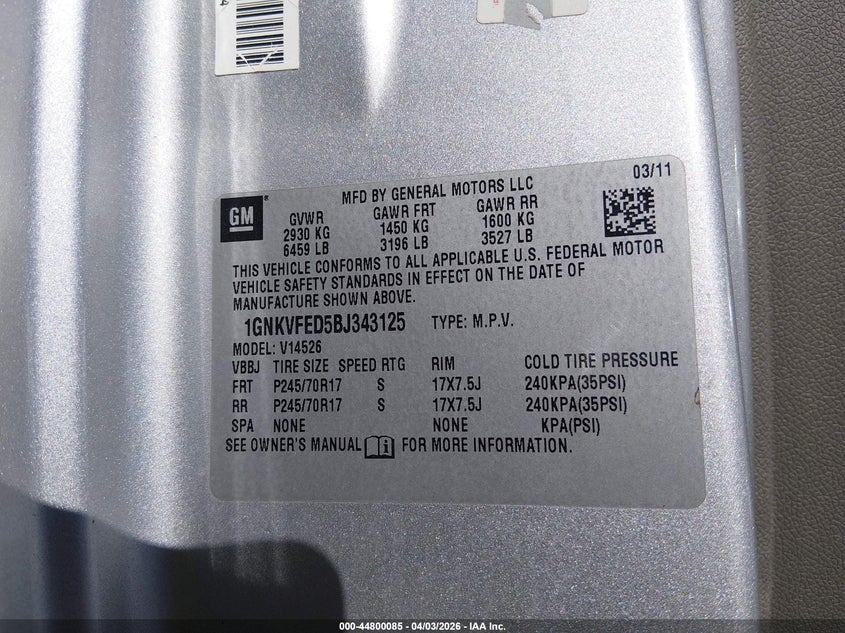 4
03/11
MFD BY GENERAL MOTORS LLC
GM ®
GVWR GAWR FRT GAWR RR
2930 KG 1450 KG 1600 KG
6459 LB 3196 LB 3527 LB
THIS VEHICLE CONFORMS TO ALL APPLICABLE U.S. FEDERAL MOTOR
VEHICLE SAFETY STANDARDS IN EFFECT ON THE DATE OF
MANUFACTURE SHOWN ABOVE.
1GNKVFED5BJ343125 TYPE: M.P.V.
MODEL: V14526
VBBJ TIRE SIZE SPEED RTG RIM COLD TIRE PRESSURE
FRT P245/70R17 S 17X7.5J 240KPA(35PSI)
RR P245/70R17 S 17X7.5J 240KPA(35PSI)
SPA NONE NONE KPA(PSI)
SEE OWNER'S MANUAL i FOR MORE INFORMATION.
000-44800085 - 04/03/2026 - IAA Inc.